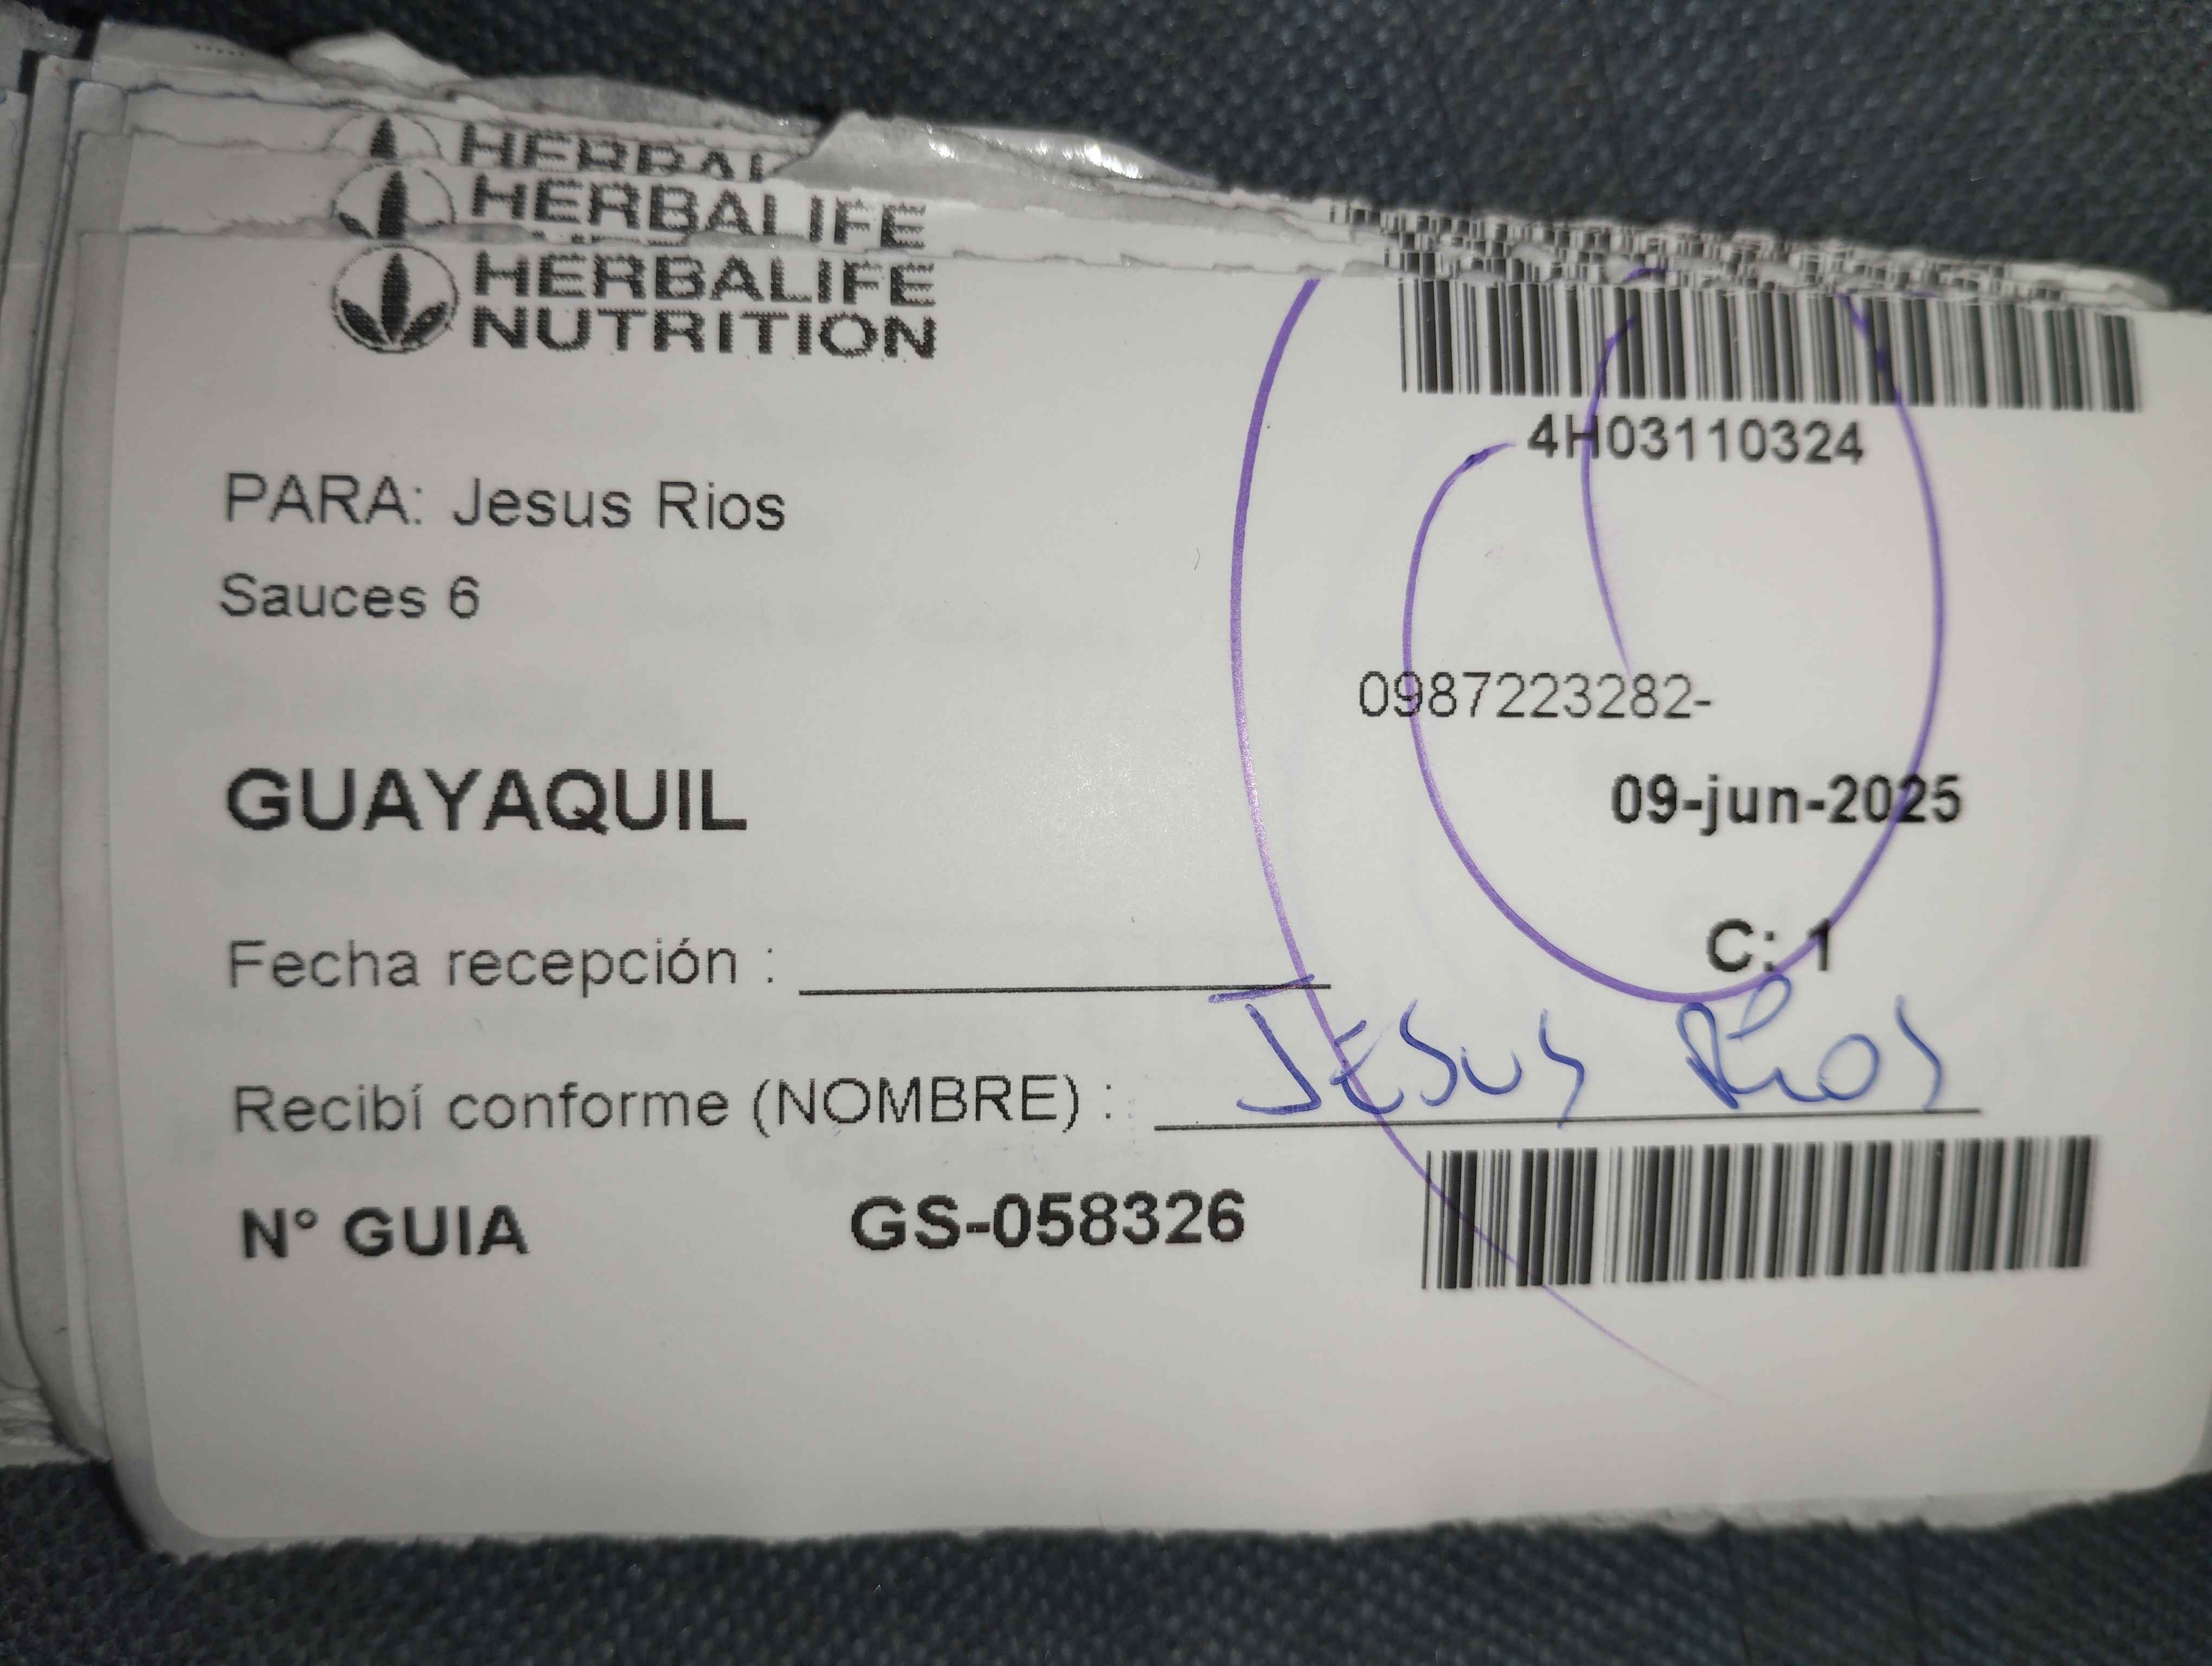 HERBAL
HERBALIFE
HERBALIFE
NUTRITION
4H03110324
PARA: Jesus Rios
Sauces 6
0987223282-
GUAYAQUIL
09-jun-2025
C: 1
Fecha recepción :
Recibí conforme (NOMBRE) : JESUS RIOS
N° GUIA GS-058326